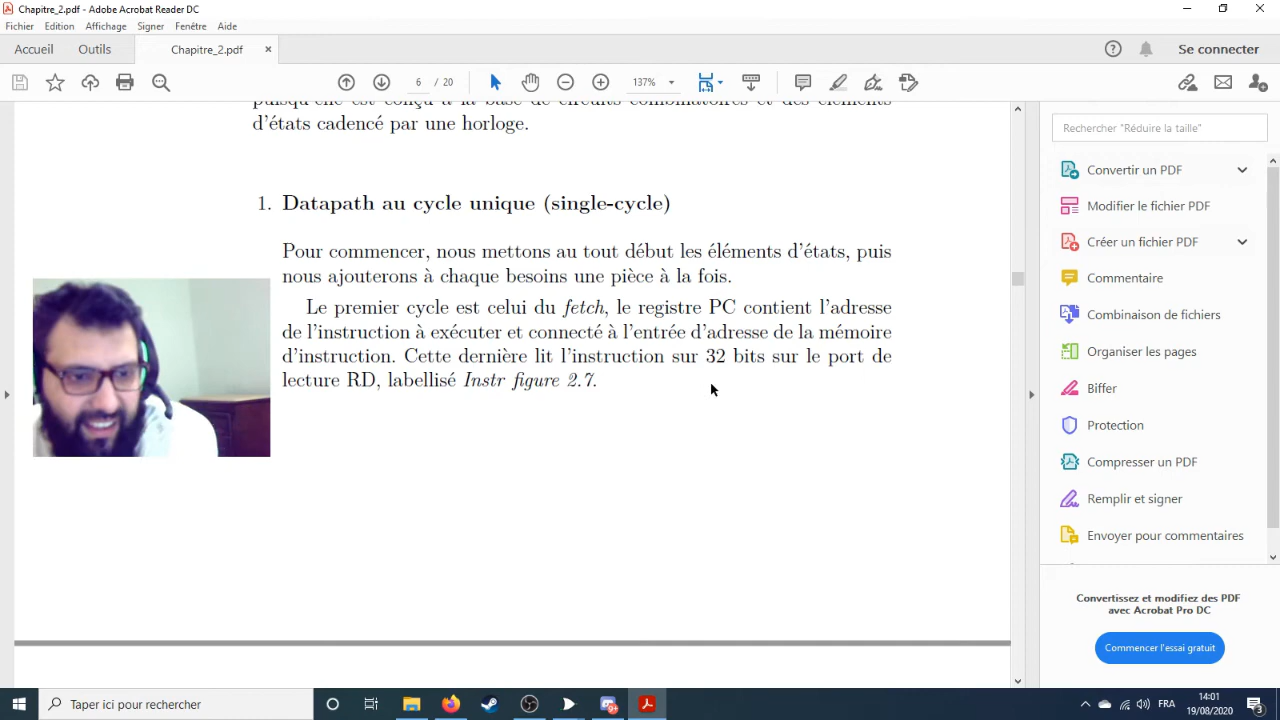 Chapitre_2.pdf - Adobe Acrobat Reader DC
Fichier Edition Affichage Signer Fenêtre Aide
Accueil Outils Chapitre_2.pdf × Se connecter
6 / 20 137%
d'états cadencé par une horloge.
1. Datapath au cycle unique (single-cycle)
Pour commencer, nous mettons au tout début les éléments d'états, puis
nous ajouterons à chaque besoins une pièce à la fois.
Le premier cycle est celui du fetch, le registre PC contient l'adresse
de l'instruction à exécuter et connecté à l'entrée d'adresse de la mémoire
d'instruction. Cette dernière lit l'instruction sur 32 bits sur le port de
lecture RD, labellisé Instr figure 2.7.
Rechercher "Réduire la taille"
Convertir un PDF
Modifier le fichier PDF
Créer un fichier PDF
Commentaire
Combinaison de fichiers
Organiser les pages
Biffer
Protection
Compresser un PDF
Remplir et signer
Envoyer pour commentaires
Convertissez et modifiez des PDF
avec Acrobat Pro DC
Commencer l'essai gratuit
Taper ici pour rechercher
FRA
14:01
19/08/2020